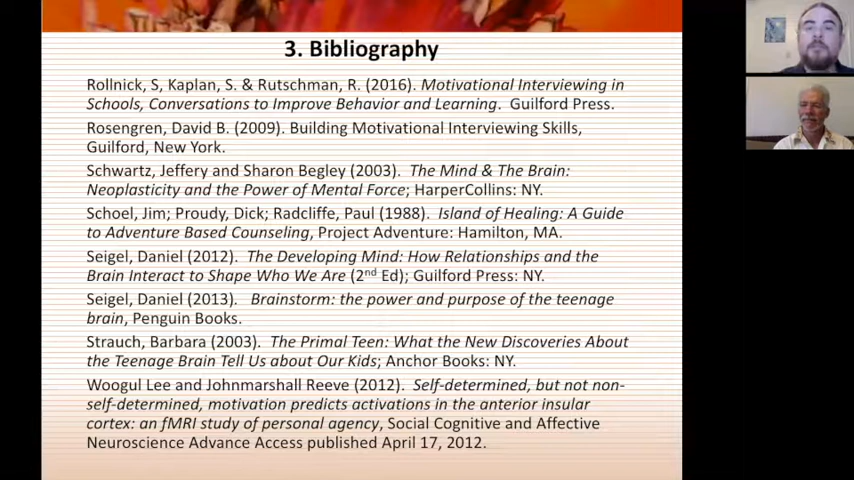 3. Bibliography
Rollnick, S, Kaplan, S. & Rutschman, R. (2016). Motivational Interviewing in
Schools, Conversations to Improve Behavior and Learning. Guilford Press.
Rosengren, David B. (2009). Building Motivational Interviewing Skills,
Guilford, New York.
Schwartz, Jeffery and Sharon Begley (2003). The Mind & The Brain:
Neoplasticity and the Power of Mental Force; HarperCollins: NY.
Schoel, Jim; Proudy, Dick; Radcliffe, Paul (1988). Island of Healing: A Guide
to Adventure Based Counseling, Project Adventure: Hamilton, MA.
Seigel, Daniel (2012). The Developing Mind: How Relationships and the
Brain Interact to Shape Who We Are (2nd Ed); Guilford Press: NY.
Seigel, Daniel (2013). Brainstorm: the power and purpose of the teenage
brain, Penguin Books.
Strauch, Barbara (2003). The Primal Teen: What the New Discoveries About
the Teenage Brain Tell Us about Our Kids; Anchor Books: NY.
Woogul Lee and Johnmarshall Reeve (2012). Self-determined, but not non-
self-determined, motivation predicts activations in the anterior insular
cortex: an fMRI study of personal agency, Social Cognitive and Affective
Neuroscience Advance Access published April 17, 2012.